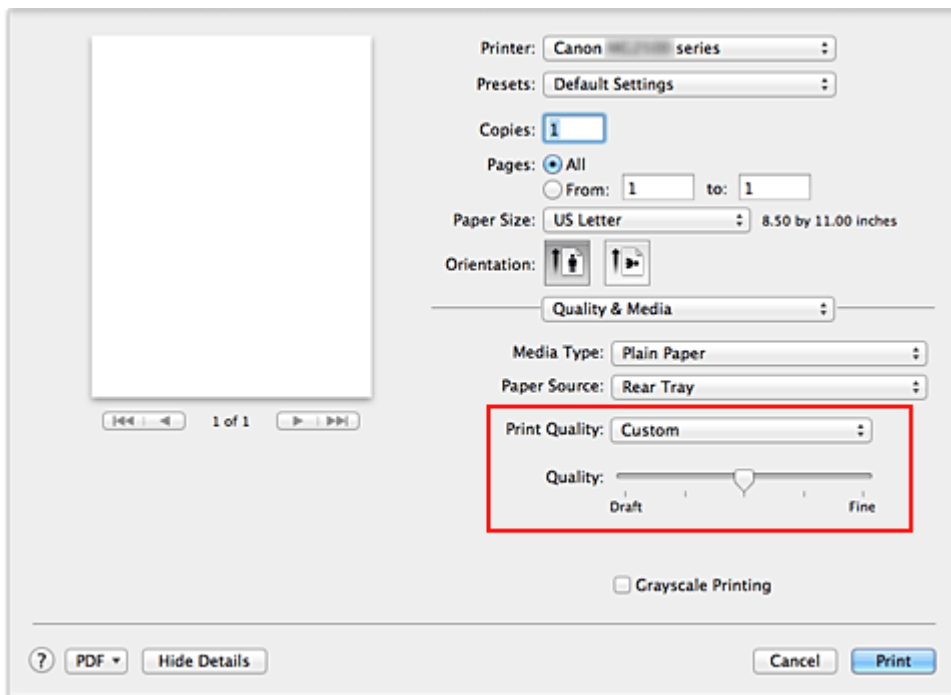 Printer: Canon series
Presets: Default Settings
Copies: 1
Pages: All
From: 1 to: 1
Paper Size: US Letter 8.50 by 11.00 inches
Orientation:
Quality & Media
Media Type: Plain Paper
Paper Source: Rear Tray
1 of 1
Print Quality: Custom
Quality:
Draft Fine
Grayscale Printing
? PDF Hide Details Cancel Print